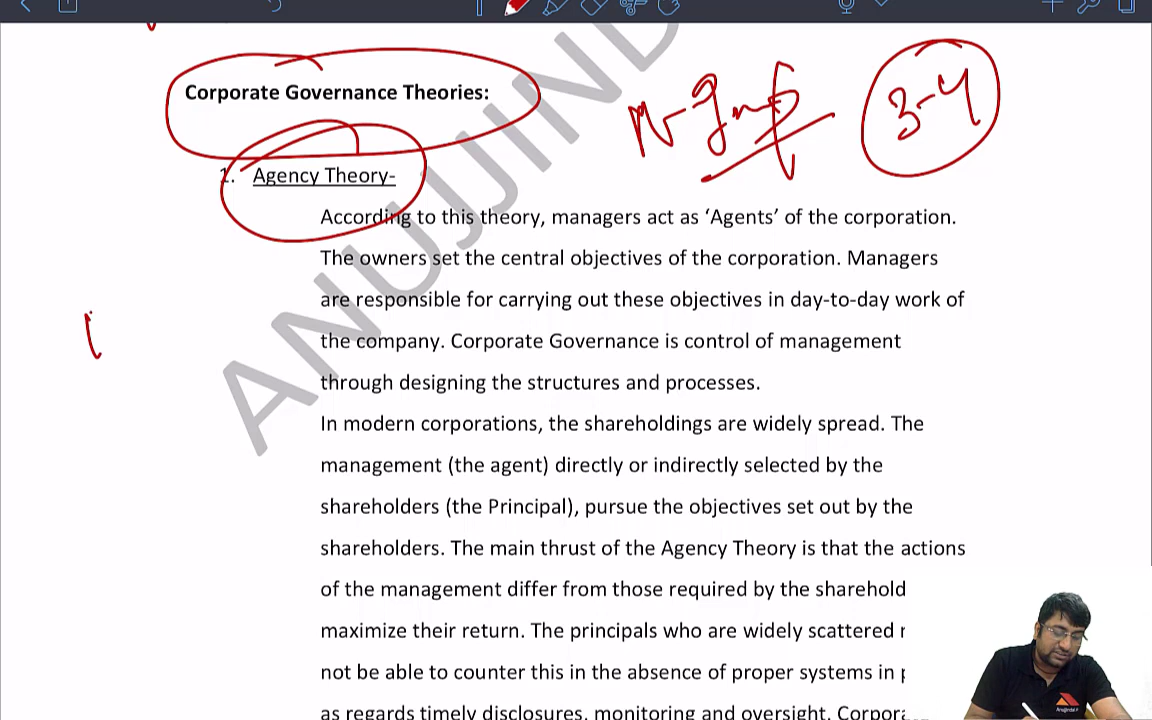 Corporate Governance Theories:
3-4
1. Agency Theory-
According to this theory, managers act as ‘Agents’ of the corporation.
The owners set the central objectives of the corporation. Managers
are responsible for carrying out these objectives in day-to-day work of
the company. Corporate Governance is control of management
through designing the structures and processes.
In modern corporations, the shareholdings are widely spread. The
management (the agent) directly or indirectly selected by the
shareholders (the Principal), pursue the objectives set out by the
shareholders. The main thrust of the Agency Theory is that the actions
of the management differ from those required by the sharehold
maximize their return. The principals who are widely scattered
not be able to counter this in the absence of proper systems in
as regards timely disclosures, monitoring and oversight. Corpor
ANUJJIND